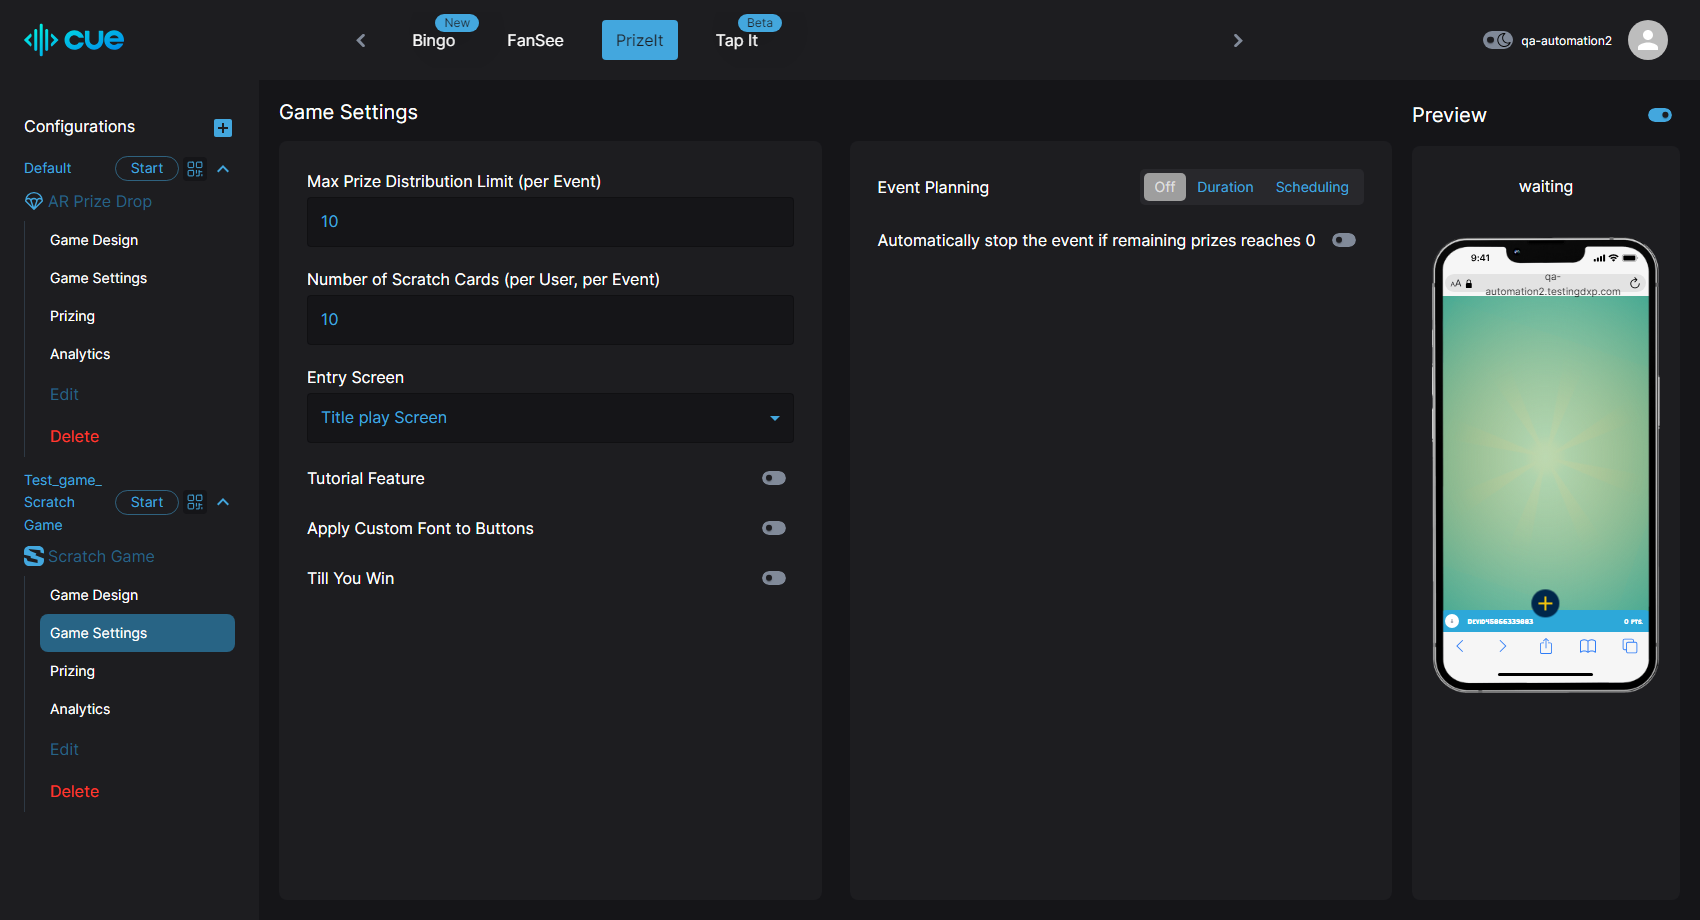 cue
New
Bingo
FanSee
PrizeIt
Beta
Tap It
qa-automation2
Configurations
Default
Start
AR Prize Drop
Game Design
Game Settings
Prizing
Analytics
Edit
Delete
Test_game_
Scratch
Game
Start
Scratch Game
Game Design
Game Settings
Prizing
Analytics
Edit
Delete
Game Settings
Max Prize Distribution Limit (per Event)
10
Number of Scratch Cards (per User, per Event)
10
Entry Screen
Title play Screen
Tutorial Feature
Apply Custom Font to Buttons
Till You Win
Event Planning
Off
Duration
Scheduling
Automatically stop the event if remaining prizes reaches 0
Preview
waiting
9:41
AA
qa-
automation2.testingdxp.com
0 PTS.